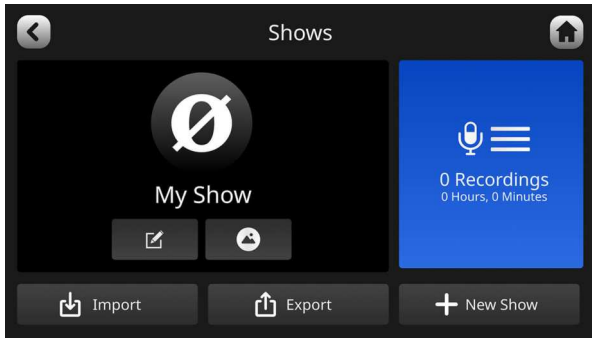 Shows
Ø
My Show
0 Recordings
0 Hours, 0 Minutes
Import
Export
New Show